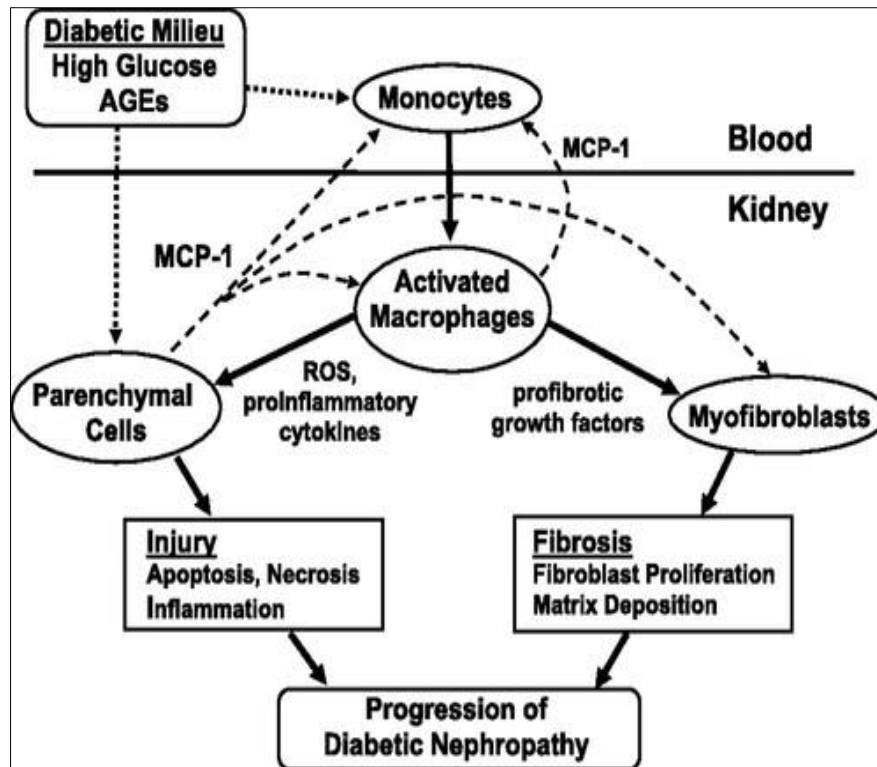 Diabetic Milieu
High Glucose
AGEs
Monocytes
MCP-1
Blood
Kidney
MCP-1
Activated
Macrophages
ROS,
proinflammatory
cytokines
profibrotic
growth factors
Parenchymal
Cells
Myofibroblasts
Injury
Apoptosis, Necrosis
Inflammation
Fibrosis
Fibroblast Proliferation
Matrix Deposition
Progression of
Diabetic Nephropathy